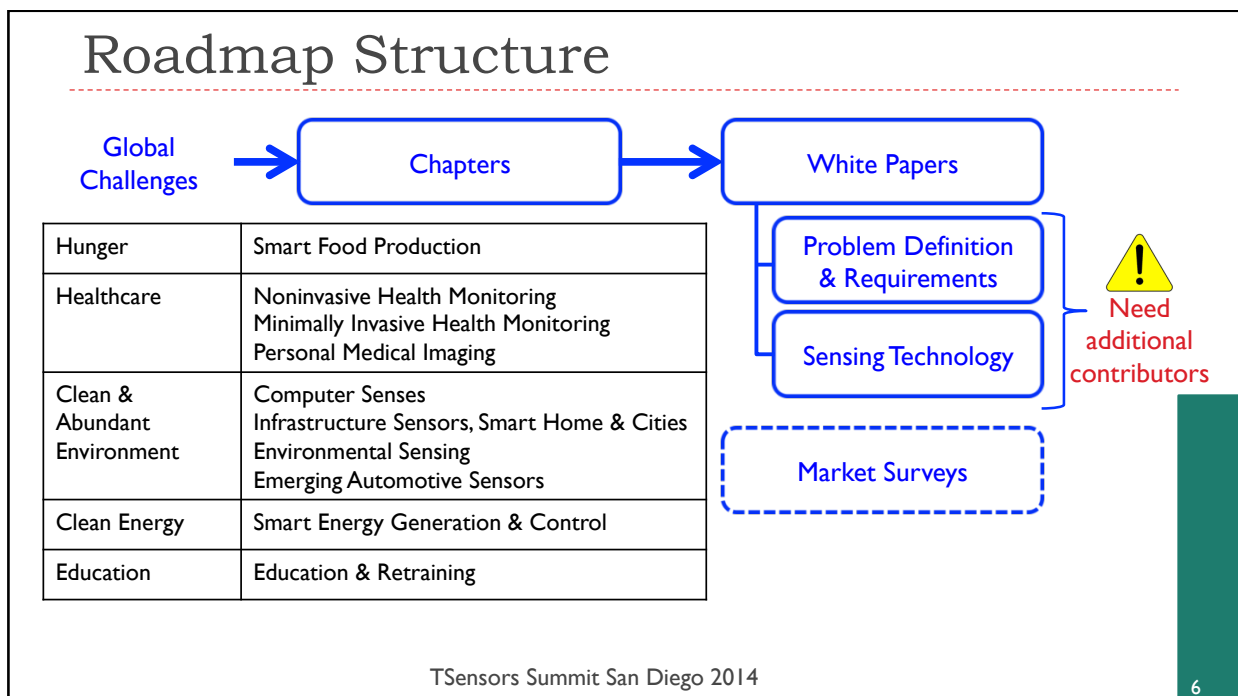 Roadmap Structure
Global
Challenges
Chapters
White Papers
Hunger
Smart Food Production
Healthcare
Noninvasive Health Monitoring
Minimally Invasive Health Monitoring
Personal Medical Imaging
Clean &
Abundant
Environment
Computer Senses
Infrastructure Sensors, Smart Home & Cities
Environmental Sensing
Emerging Automotive Sensors
Clean Energy
Smart Energy Generation & Control
Education
Education & Retraining
Problem Definition
& Requirements
Sensing Technology
!
Need
additional
contributors
Market Surveys
TSensors Summit San Diego 2014
6